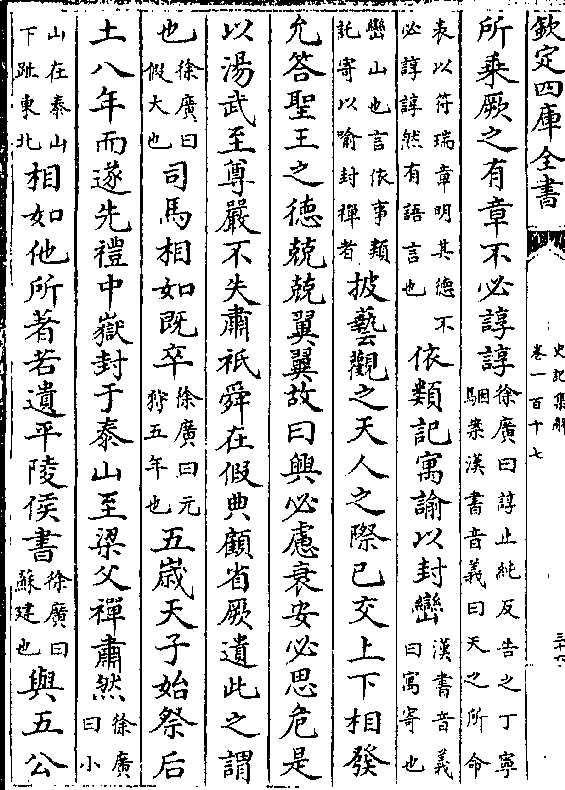 欽定四庫全書
史記集解
卷一百十七
三十六
所乘厥之有章不必諄諄徐廣曰諄止純反告之丁寧駰案漢書音義曰天之所命
表以符瑞章明其德不必諄諄然有語言也依類記寓諭以封巒漢書音義曰寓寄也
巒山也言依事類託寄以喻封禪者披藝觀之天人之際已交上下相發
允答聖王之德兢兢翼翼故曰興必慮衰安必思危是
以湯武至尊嚴不失肅祇舜在假典顧省厥遺此之謂
也徐廣曰假大也司馬相如既卒徐廣曰元狩五年也五歲天子始祭后
土八年而遂先禮中嶽封于泰山至梁父禪肅然徐廣曰小
山在泰山下趾東北相如他所著若遺平陵侯書徐廣曰蘇建也與五公